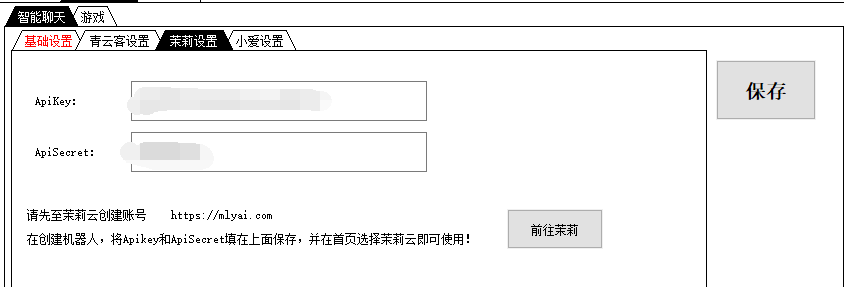 智能聊天 游戏
基础设置 青云客设置 茉莉设置 小爱设置
保存
ApiKey:
ApiSecret:
请先至茉莉云创建账号 https://mlyai.com
在创建机器人，将Apikey和ApiSecret填在上面保存，并在首页选择茉莉云即可使用！
前往茉莉